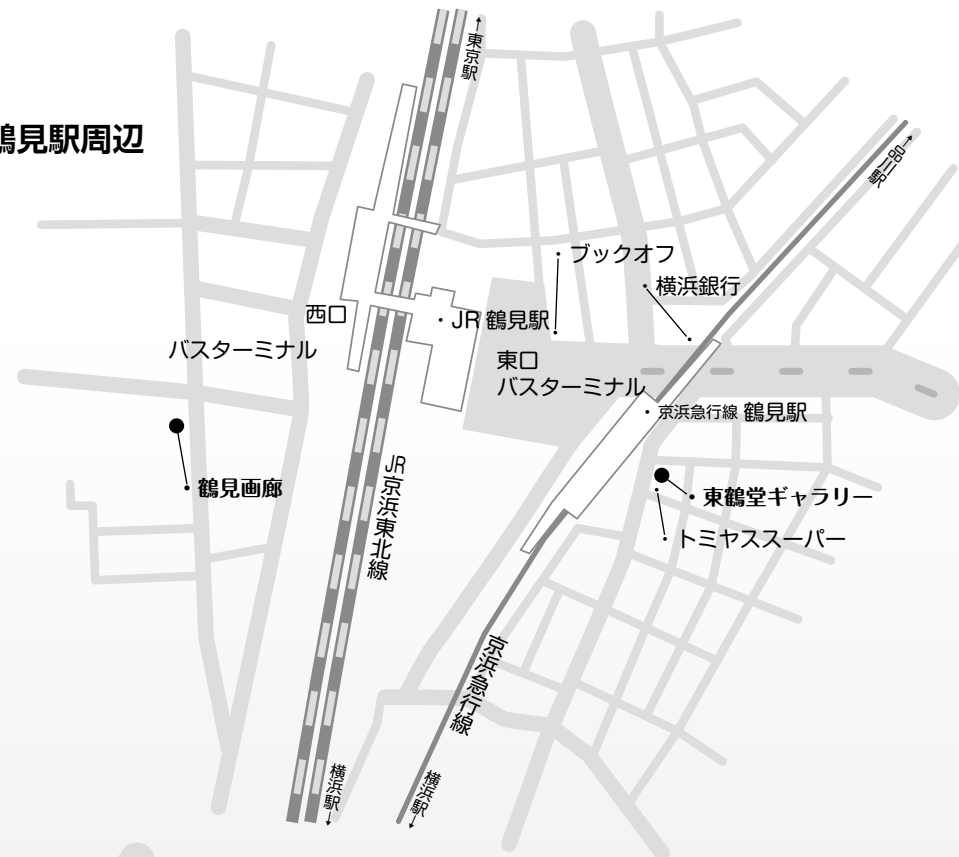 鶴見駅周辺
←東京駅
←品川駅
ブックオフ
横浜銀行
西口
バスターミナル
JR 鶴見駅
東口
バスターミナル
京浜急行線 鶴見駅
鶴見画廊
JR京浜東北線
東鶴堂ギャラリー
トミヤススーパー
京浜急行線
横浜駅→
横浜駅→